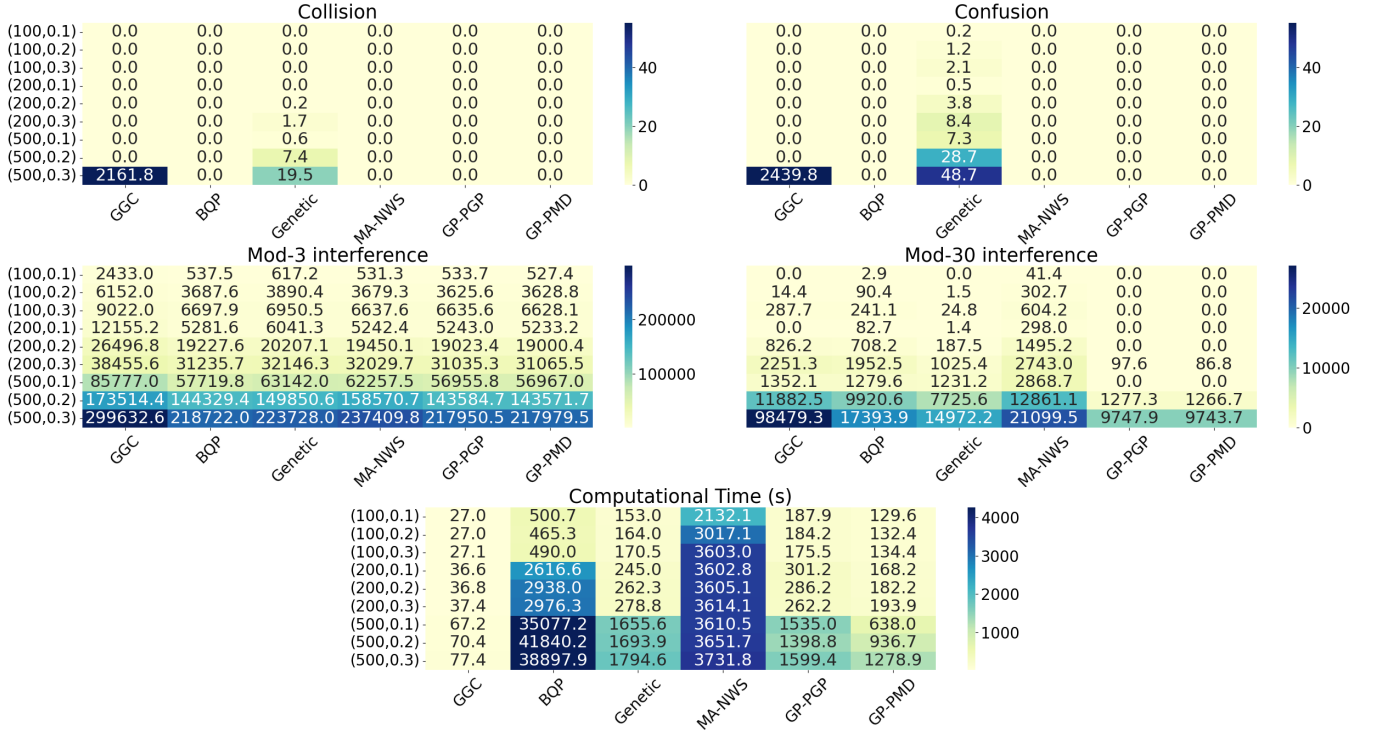 Collision
(100,0.1) 0.0 0.0 0.0 0.0 0.0 0.0
(100,0.2) 0.0 0.0 0.0 0.0 0.0 0.0 40
(100,0.3) 0.0 0.0 0.0 0.0 0.0 0.0
(200,0.1) 0.0 0.0 0.0 0.0 0.0 0.0
(200,0.2) 0.0 0.0 0.2 0.0 0.0 0.0
(200,0.3) 0.0 0.0 1.7 0.0 0.0 0.0 20
(500,0.1) 0.0 0.0 0.6 0.0 0.0 0.0
(500,0.2) 0.0 0.0 7.4 0.0 0.0 0.0
(500,0.3) 2161.8 0.0 19.5 0.0 0.0 0.0 0
GGC BQP Genetic MA-NWS GP-PGP GP-PMD
Confusion
0.0 0.0 0.2 0.0 0.0 0.0
0.0 0.0 1.2 0.0 0.0 0.0 40
0.0 0.0 2.1 0.0 0.0 0.0
0.0 0.0 0.5 0.0 0.0 0.0
0.0 0.0 3.8 0.0 0.0 0.0
0.0 0.0 8.4 0.0 0.0 0.0 20
0.0 0.0 7.3 0.0 0.0 0.0
0.0 0.0 28.7 0.0 0.0 0.0
2439.8 0.0 48.7 0.0 0.0 0.0 0
GGC BQP Genetic MA-NWS GP-PGP GP-PMD
Mod-3 interference
(100,0.1) 2433.0 537.5 617.2 531.3 533.7 527.4
(100,0.2) 6152.0 3687.6 3890.4 3679.3 3625.6 3628.8
(100,0.3) 9022.0 6697.9 6950.5 6637.6 6635.6 6628.1
(200,0.1) 12155.2 5281.6 6041.3 5242.4 5243.0 5233.2 200000
(200,0.2) 26496.8 19227.6 20207.1 19450.1 19023.4 19000.4
(200,0.3) 38455.6 31235.7 32146.3 32029.7 31035.3 31065.5
(500,0.1) 85777.0 57719.8 63142.0 62257.5 56955.8 56967.0 100000
(500,0.2) 173514.4 144329.4 149850.6 158570.7 143584.7 143571.7
(500,0.3) 299632.6 218722.0 223728.0 237409.8 217950.5 217979.5
GGC BQP Genetic MA-NWS GP-PGP GP-PMD
Mod-30 interference
0.0 2.9 0.0 41.4 0.0 0.0
14.4 90.4 1.5 302.7 0.0 0.0
287.7 241.1 24.8 604.2 0.0 0.0 20000
0.0 82.7 1.4 298.0 0.0 0.0
826.2 708.2 187.5 1495.2 0.0 0.0
2251.3 1952.5 1025.4 2743.0 97.6 86.8 10000
1352.1 1279.6 1231.2 2868.7 0.0 0.0
11882.5 9920.6 7725.6 12861.1 1277.3 1266.7
98479.3 17393.9 14972.2 21099.5 9747.9 9743.7 0
GGC BQP Genetic MA-NWS GP-PGP GP-PMD
Computational Time (s)
(100,0.1) 27.0 500.7 153.0 2132.1 187.9 129.6 4000
(100,0.2) 27.0 465.3 164.0 3017.1 184.2 132.4
(100,0.3) 27.1 490.0 170.5 3603.0 175.5 134.4 3000
(200,0.1) 36.6 2616.6 245.0 3602.8 301.2 168.2
(200,0.2) 36.8 2938.0 262.3 3605.1 286.2 182.2 2000
(200,0.3) 37.4 2976.3 278.8 3614.1 262.2 193.9
(500,0.1) 67.2 35077.2 1655.6 3610.5 1535.0 638.0 1000
(500,0.2) 70.4 41840.2 1693.9 3651.7 1398.8 936.7
(500,0.3) 77.4 38897.9 1794.6 3731.8 1599.4 1278.9
GGC BQP Genetic MA-NWS GP-PGP GP-PMD